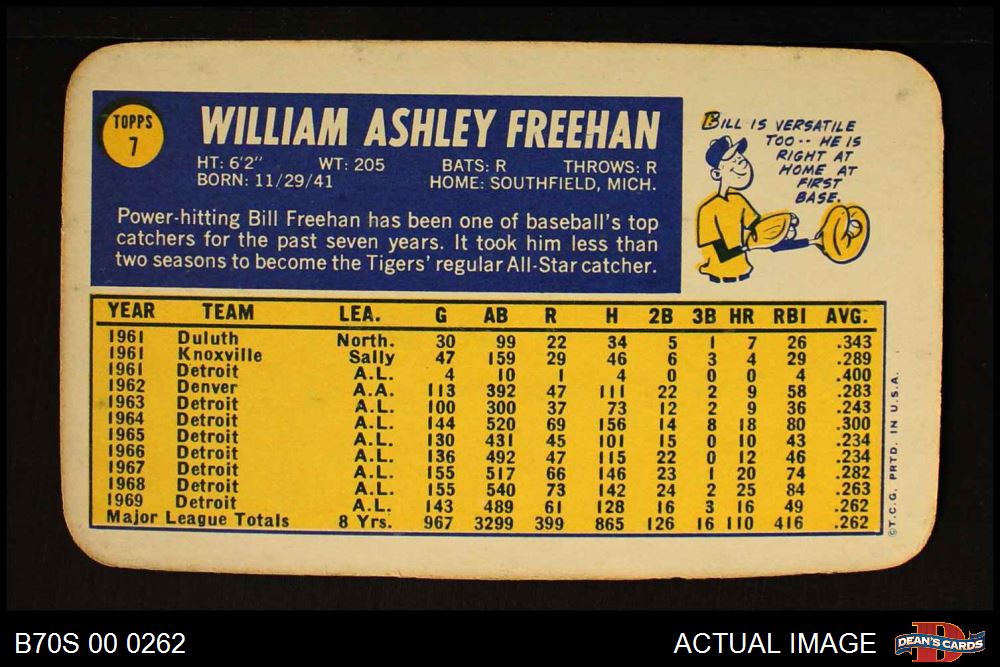 TOPPS
7
WILLIAM ASHLEY FREEHAN
HT: 6'2" WT: 205 BATS: R THROWS: R
BORN: 11/29/41 HOME: SOUTHFIELD, MICH.
Power-hitting Bill Freehan has been one of baseball's top
catchers for the past seven years. It took him less than
two seasons to become the Tigers' regular All-Star catcher.
BILL IS VERSATILE
TOO-- HE IS
RIGHT AT
HOME AT
FIRST
BASE.
YEAR TEAM LEA. G AB R H 2B 3B HR RBI AVG.
1961 Duluth North. 30 99 22 34 5 1 7 26 .343
1961 Knoxville Sally 47 159 29 46 6 3 4 29 .289
1961 Detroit A.L. 4 10 1 4 0 0 0 4 .400
1962 Denver A.A. 113 392 47 111 22 2 9 58 .283
1963 Detroit A.L. 100 300 37 73 12 2 9 36 .243
1964 Detroit A.L. 144 520 69 156 14 8 18 80 .300
1965 Detroit A.L. 130 431 45 101 15 0 10 43 .234
1966 Detroit A.L. 136 492 47 115 22 0 12 46 .234
1967 Detroit A.L. 155 517 66 146 23 1 20 74 .282
1968 Detroit A.L. 155 540 73 142 24 2 25 84 .263
1969 Detroit A.L. 143 489 61 128 16 3 16 49 .262
Major League Totals 8 Yrs. 967 3299 399 865 126 16 110 416 .262
©T.C.G. PRTD. IN U.S.A.
B70S 00 0262
ACTUAL IMAGE
D
DEAN'S CARDS